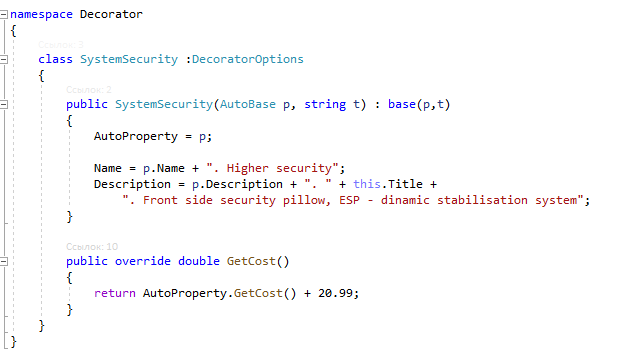 namespace Decorator
{
Ссылок: 3
class SystemSecurity :DecoratorOptions
{
Ссылок: 2
public SystemSecurity(AutoBase p, string t) : base(p,t)
{
AutoProperty = p;
Name = p.Name + ". Higher security";
Description = p.Description + ". " + this.Title +
". Front side security pillow, ESP - dinamic stabilisation system";
}
Ссылок: 10
public override double GetCost()
{
return AutoProperty.GetCost() + 20.99;
}
}
}